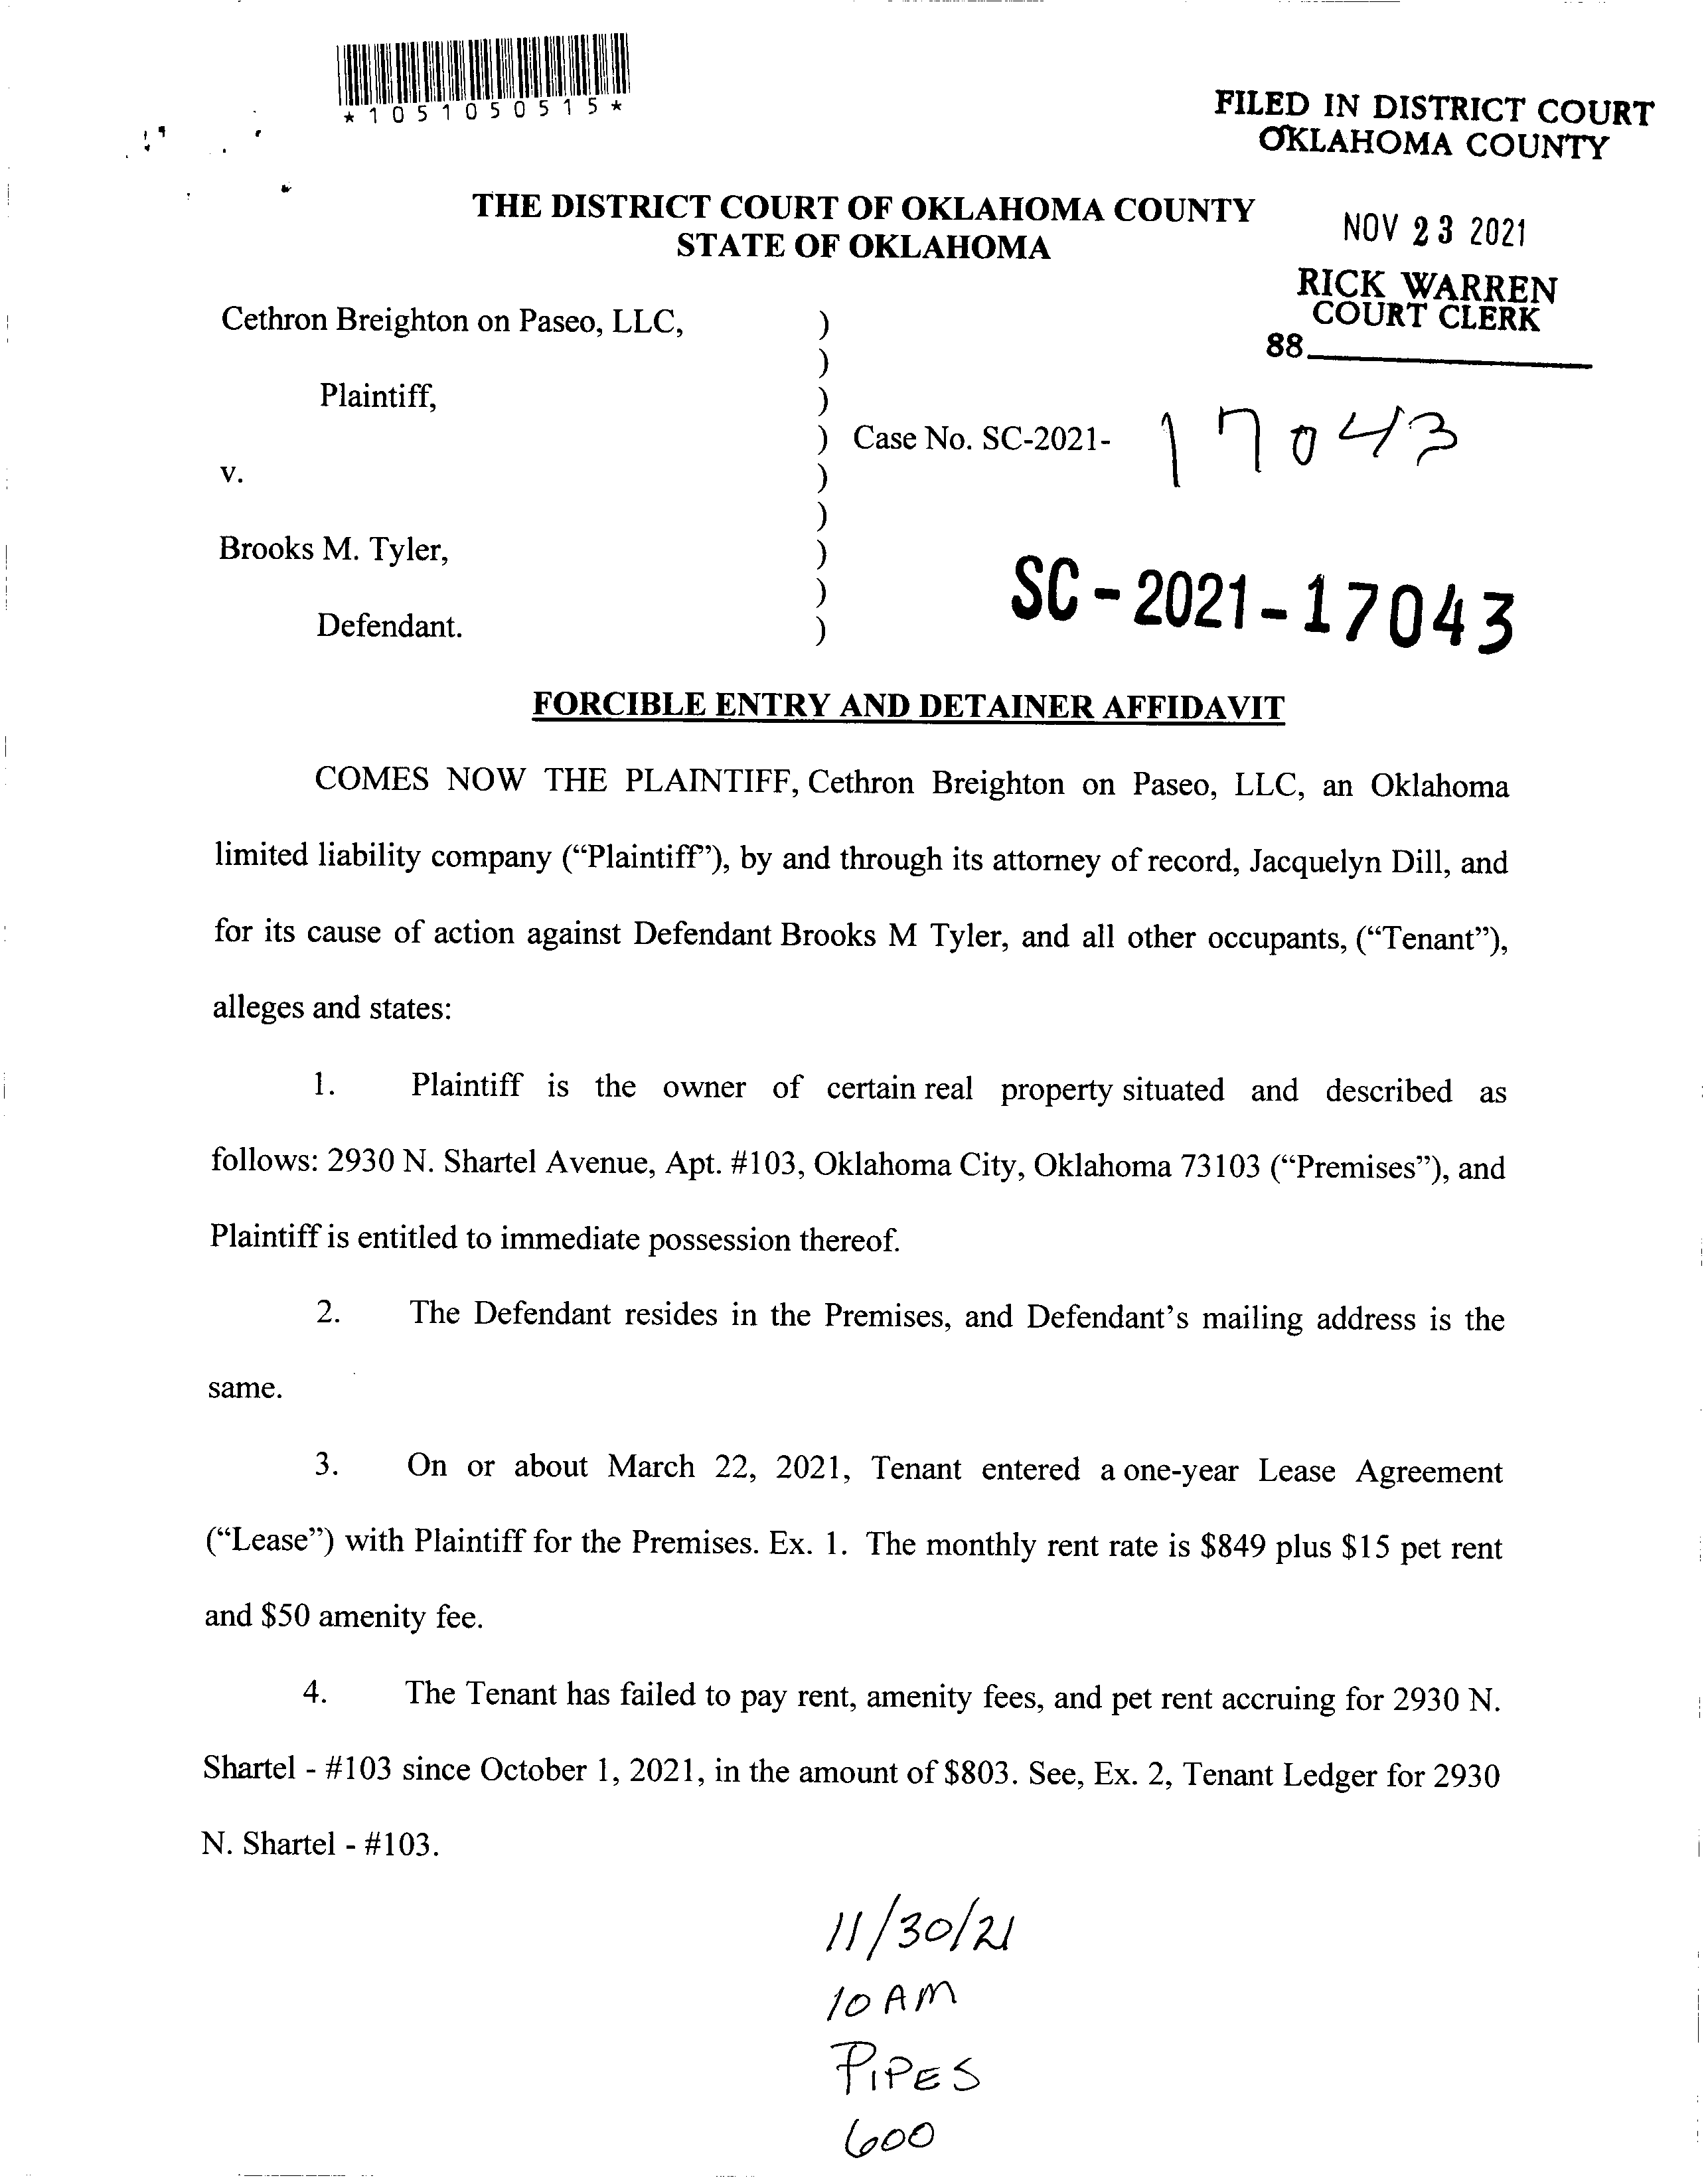 *1051050515*
FILED IN DISTRICT COURT
OKLAHOMA COUNTY
THE DISTRICT COURT OF OKLAHOMA COUNTY
STATE OF OKLAHOMA
NOV 23 2021
RICK WARREN
COURT CLERK
88
Cethron Breighton on Paseo, LLC, )
)
Plaintiff, )
) Case No. SC-2021- 17043
v. )
)
Brooks M. Tyler, )
)
Defendant. )
SC-2021-17043
FORCIBLE ENTRY AND DETAINER AFFIDAVIT
COMES NOW THE PLAINTIFF, Cethron Breighton on Paseo, LLC, an Oklahoma
limited liability company (“Plaintiff”), by and through its attorney of record, Jacquelyn Dill, and
for its cause of action against Defendant Brooks M Tyler, and all other occupants, (“Tenant”),
alleges and states:
1. Plaintiff is the owner of certain real property situated and described as
follows: 2930 N. Shartel Avenue, Apt. #103, Oklahoma City, Oklahoma 73103 (“Premises”), and
Plaintiff is entitled to immediate possession thereof.
2. The Defendant resides in the Premises, and Defendant’s mailing address is the
same.
3. On or about March 22, 2021, Tenant entered a one-year Lease Agreement
(“Lease”) with Plaintiff for the Premises. Ex. 1. The monthly rent rate is $849 plus $15 pet rent
and $50 amenity fee.
4. The Tenant has failed to pay rent, amenity fees, and pet rent accruing for 2930 N.
Shartel - #103 since October 1, 2021, in the amount of $803. See, Ex. 2, Tenant Ledger for 2930
N. Shartel - #103.
11/30/21
10 AM
PIPES
600